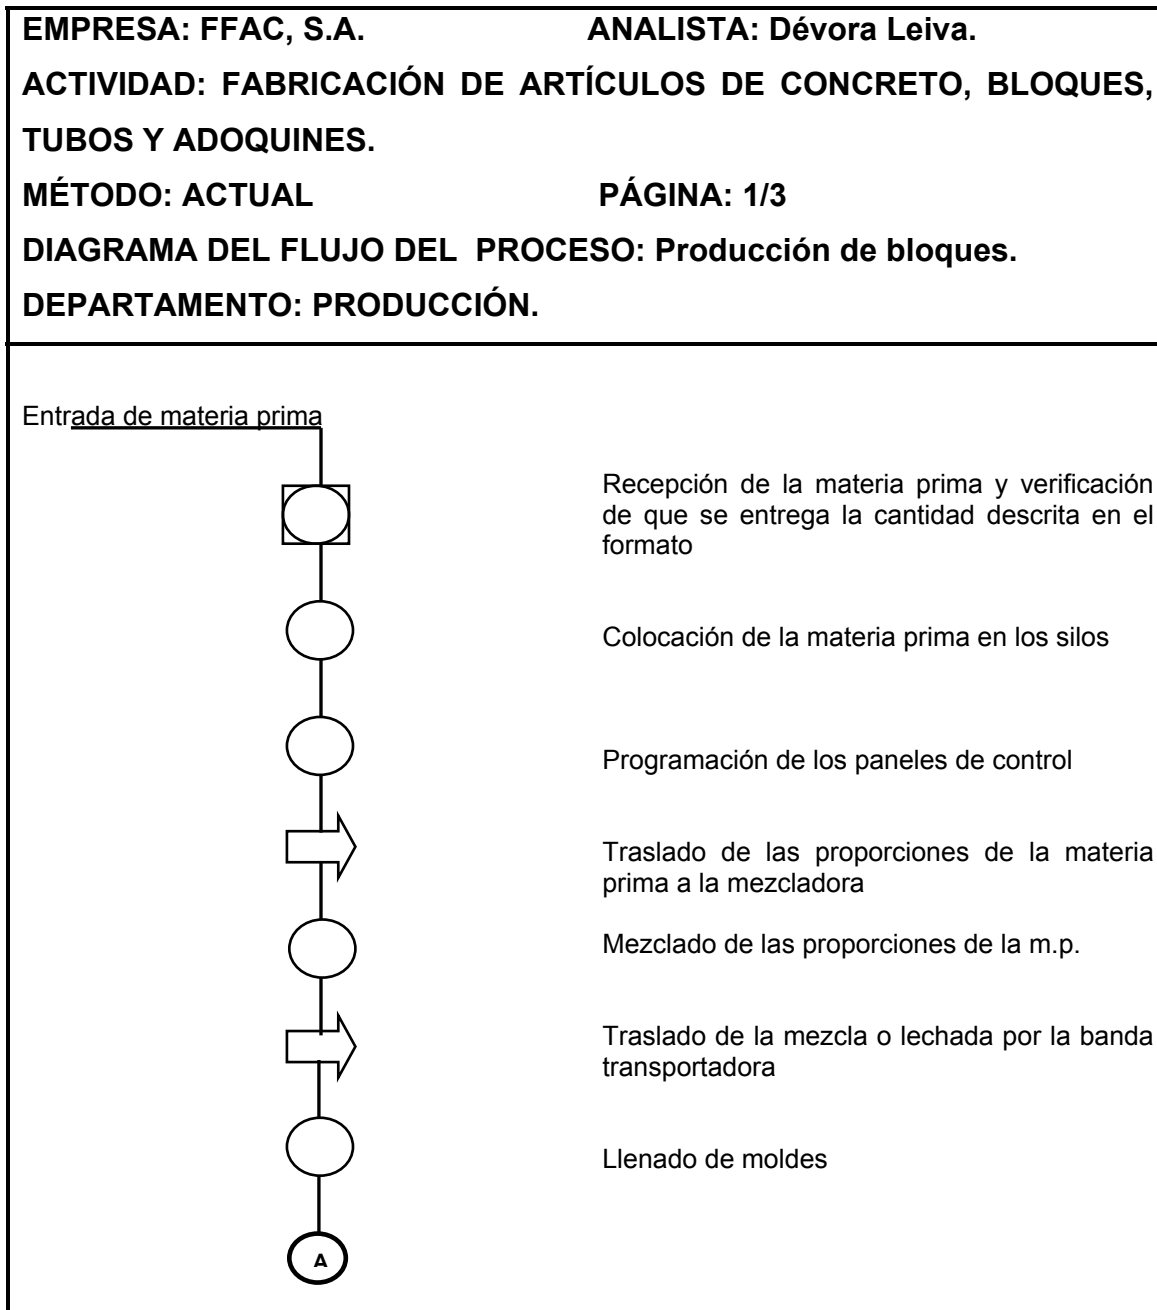 EMPRESA: FFAC, S.A. ANALISTA: Dévora Leiva.
ACTIVIDAD: FABRICACIÓN DE ARTÍCULOS DE CONCRETO, BLOQUES,
TUBOS Y ADOQUINES.
MÉTODO: ACTUAL PÁGINA: 1/3
DIAGRAMA DEL FLUJO DEL PROCESO: Producción de bloques.
DEPARTAMENTO: PRODUCCIÓN.
Entrada de materia prima
Recepción de la materia prima y verificación
de que se entrega la cantidad descrita en el
formato
Colocación de la materia prima en los silos
Programación de los paneles de control
Traslado de las proporciones de la materia
prima a la mezcladora
Mezclado de las proporciones de la m.p.
Traslado de la mezcla o lechada por la banda
transportadora
Llenado de moldes
A